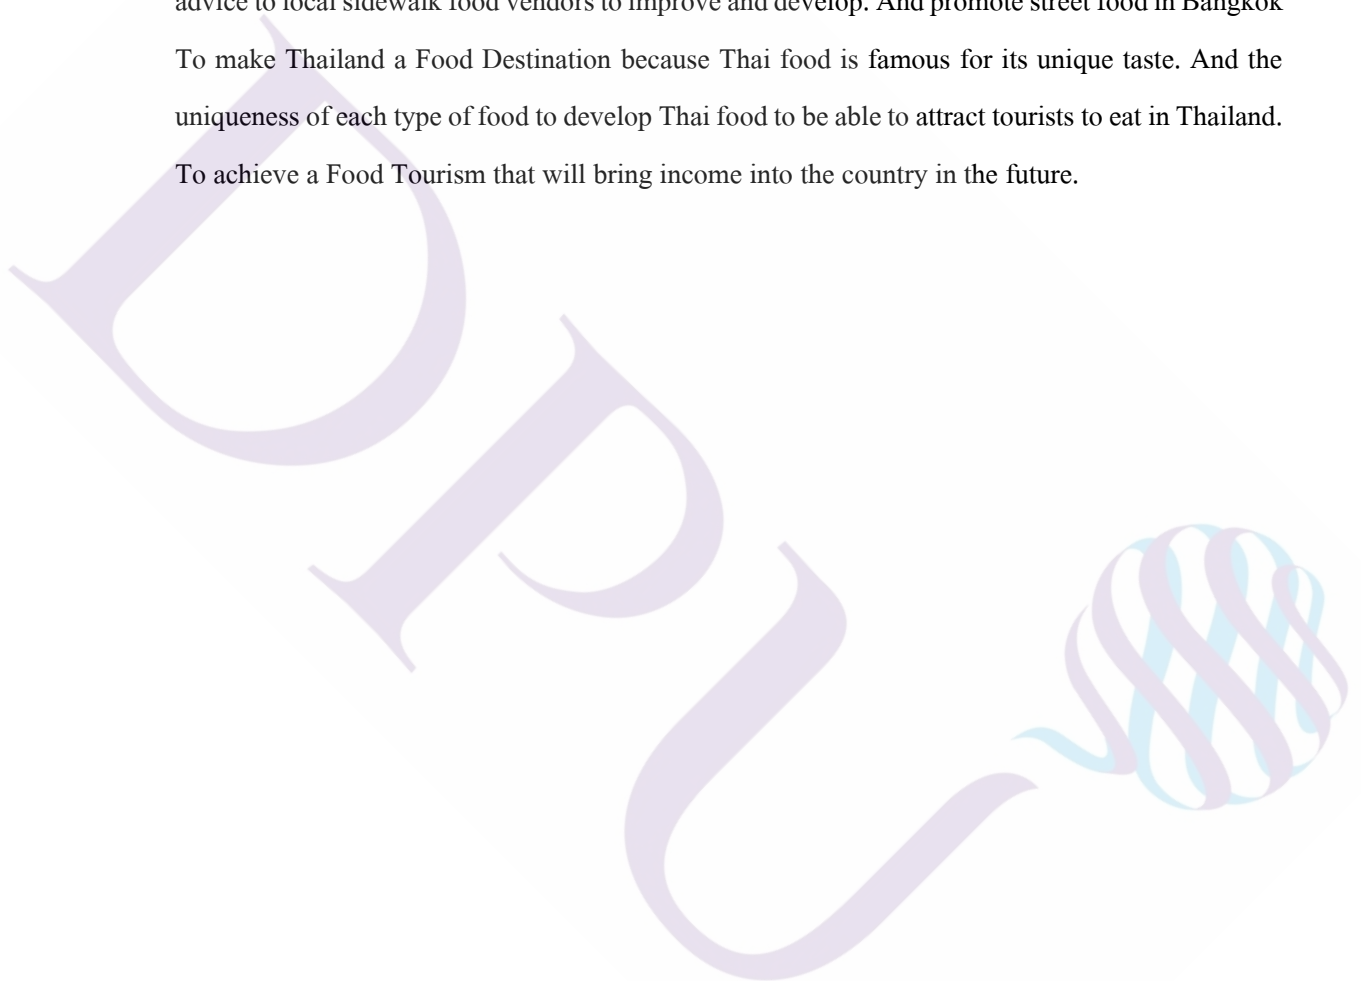 advice to local sidewalk food vendors to improve and develop. And promote street food in Bangkok
To make Thailand a Food Destination because Thai food is famous for its unique taste. And the
uniqueness of each type of food to develop Thai food to be able to attract tourists to eat in Thailand.
To achieve a Food Tourism that will bring income into the country in the future.
DPU